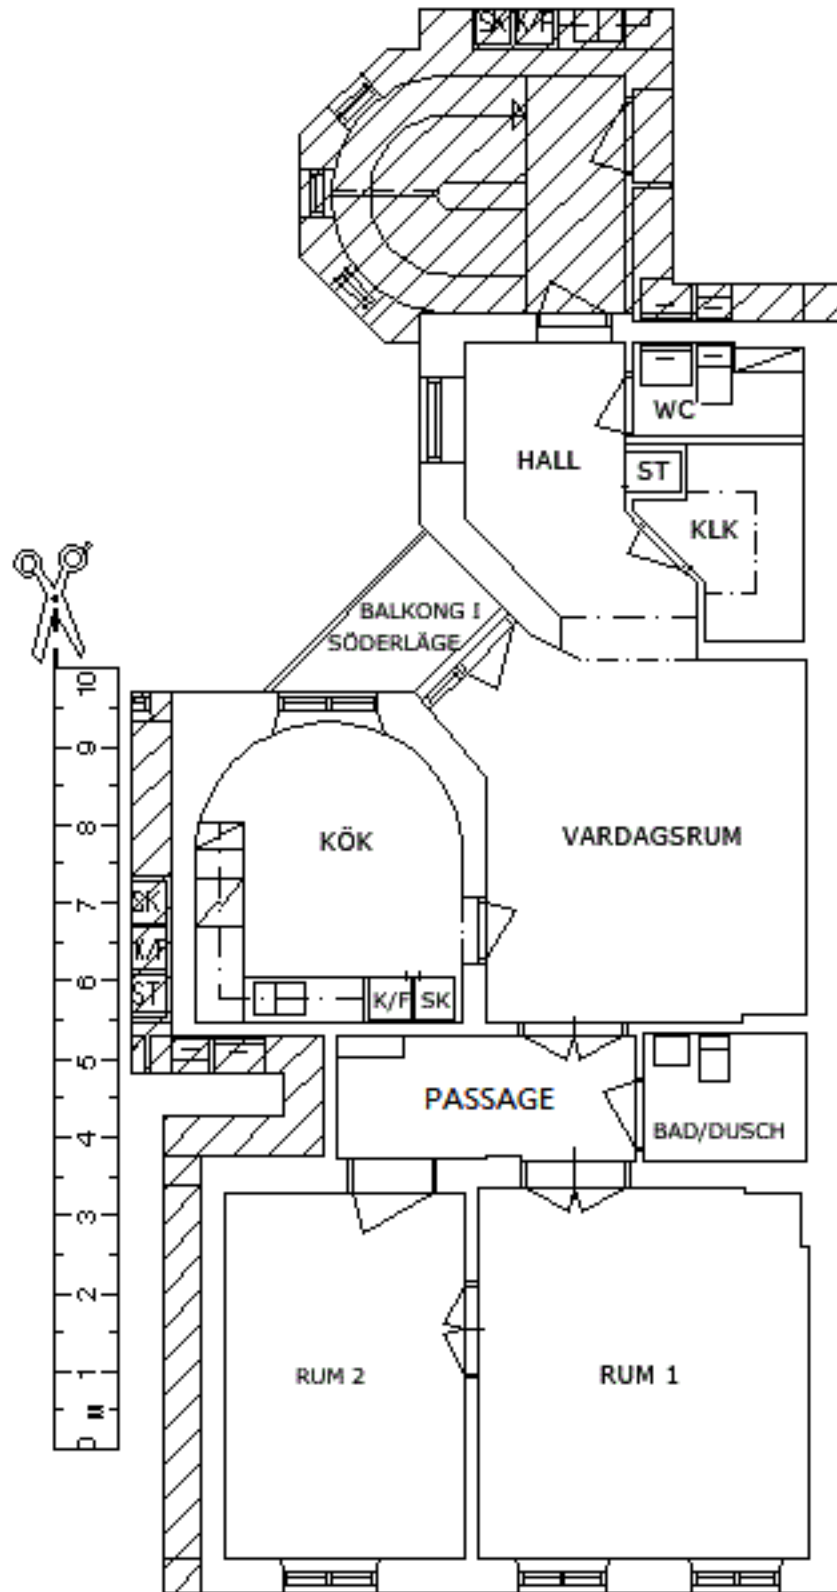 SK K/F
WC
HALL
ST
KLK
BALKONG I
SÖDERLÄGE
10
9
8
7
6
5
4
3
2
1
m
0
KÖK
VARDAGSRUM
SK
K/F
ST
K/F SK
PASSAGE
BAD/DUSCH
RUM 2
RUM 1